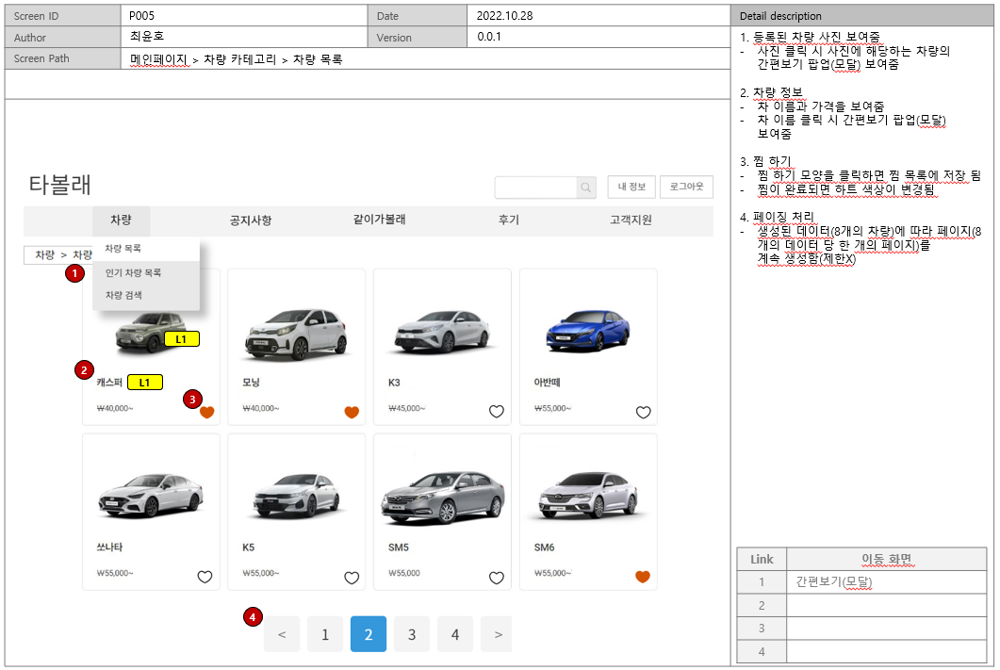 Screen ID P005 Date 2022.10.28
Author 최윤호 Version 0.0.1
Screen Path 메인페이지 > 차량 카테고리 > 차량 목록
타볼래
내 정보 로그아웃
차량 공지사항 같이가볼래 후기 고객지원
차량 > 차량
차량 목록
인기 차량 목록
차량 검색
1
L1
2 캐스퍼 L1 모닝 K3 아반떼
3
₩40,000~ ₩40,000~ ₩45,000~ ₩55,000~
쏘나타 K5 SM5 SM6
₩55,000~ ₩55,000~ ₩55,000 ₩55,000~
4
< 1 2 3 4 >
Detail description
1. 등록된 차량 사진 보여줌
- 사진 클릭 시 사진에 해당하는 차량의
간편보기 팝업(모달) 보여줌
2. 차량 정보
- 차 이름과 가격을 보여줌
- 차 이름 클릭 시 간편보기 팝업(모달)
보여줌
3. 찜 하기
- 찜 하기 모양을 클릭하면 찜 목록에 저장 됨
- 찜이 완료되면 하트 색상이 변경됨
4. 페이징 처리
- 생성된 데이터(8개의 차량)에 따라 페이지(8
개의 데이터 당 한 개의 페이지)를
계속 생성함(제한X)
Link 이동 화면
1 간편보기(모달)
2
3
4